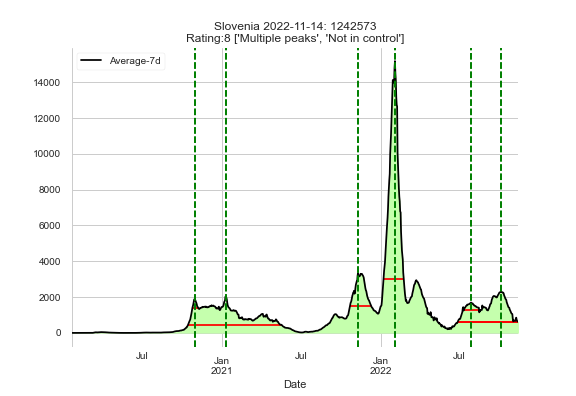 Slovenia 2022-11-14: 1242573
Rating:8 ['Multiple peaks', 'Not in control']
Average-7d
14000
12000
10000
8000
6000
4000
2000
0
Jul
Jan
2021
Jul
Jan
2022
Jul
Date